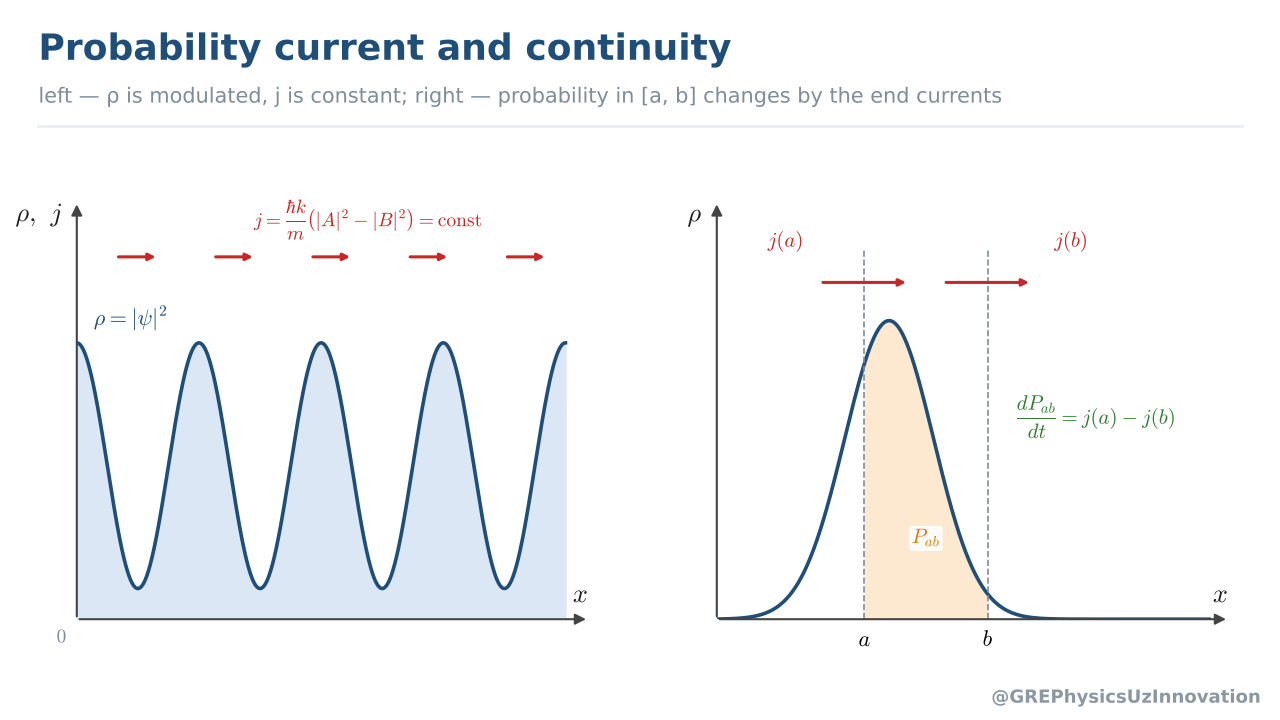 Probability current and continuity
left — ρ is modulated, j is constant; right — probability in [a, b] changes by the end currents
ρ, j
j = ħk/m (|A|² − |B|²) = const
ρ = |ψ|²
x
0
ρ
j(a)
j(b)
dP_ab/dt = j(a) − j(b)
P_ab
x
a
b
@GREPhysicsUzInnovation